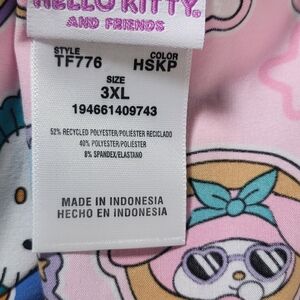 HELLO KITTY
AND FRIENDS
STYLE
TF776
COLOR
HSKP
SIZE
3XL
194661409743
52% RECYCLED POLYESTER/POLIÉSTER RECICLADO
40% POLYESTER/POLIÉSTER
8% SPANDEX/ELASTANO
MADE IN INDONESIA
HECHO EN INDONESIA